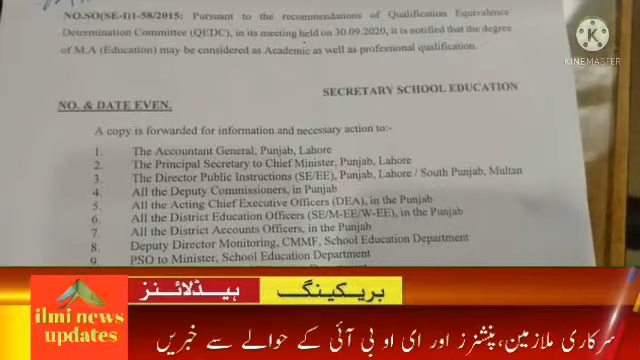 NO.SO(SE-I)1-58/2015: Pursuant to the recommendations of Qualification Equivalence
Determination Committee (QEDC), in its meeting held on 30.09.2020, it is notified that the degree
of M.A (Education) may be considered as Academic as well as professional qualification.
SECRETARY SCHOOL EDUCATION
NO. & DATE EVEN.
A copy is forwarded for information and necessary action to:-
1. The Accountant General, Punjab, Lahore
2. The Principal Secretary to Chief Minister, Punjab, Lahore
3. The Director Public Instructions (SE/EE), Punjab, Lahore / South Punjab, Multan
4. All the Deputy Commissioners, in Punjab
5. All the Acting Chief Executive Officers (DEA), in the Punjab
6. All the District Education Officers (SE/M-EE/W-EE), in the Punjab
7. All the District Accounts Officers, in the Punjab
8. Deputy Director Monitoring, CMMF, School Education Department
9. PSO to Minister, School Education Department
KINEMASTER
بریکینگ ہیڈلائنز
ilmi news
updates
سرکاری ملازمین،پنشنرز اور ای او بی آئی کے حوالے سے خبریں